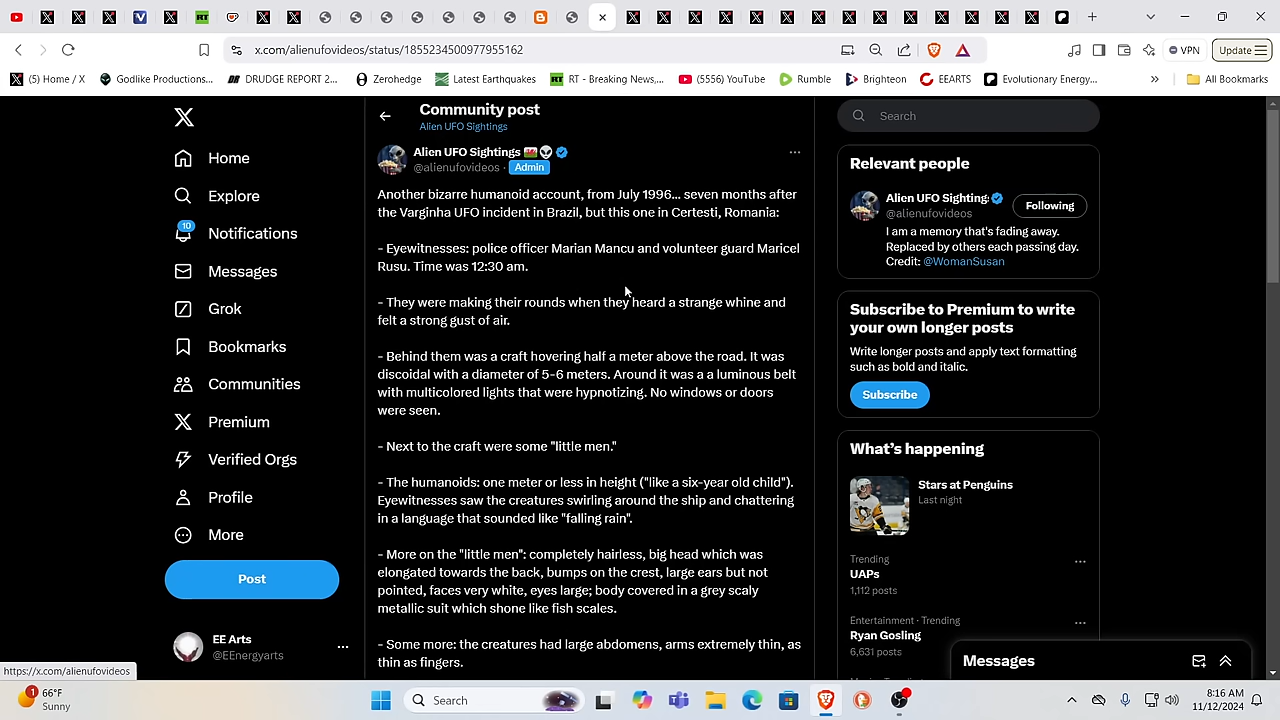 x.com/alienufovideos/status/1855234500977955162
VPN
Update
(5) Home / X
Godlike Productions...
DRUDGE REPORT 2...
Zerohedge
Latest Earthquakes
RT - Breaking News,...
(5556) YouTube
Rumble
Brighteon
EEARTS
Evolutionary Energy...
»
All Bookmarks
Home
Explore
10
Notifications
Messages
Grok
Bookmarks
Communities
Premium
Verified Orgs
Profile
More
Post
EE Arts
@EEnergyarts
https://x.com/alienufovideos
Community post
Alien UFO Sightings
Alien UFO Sightings
@alienufovideos · Admin
Another bizarre humanoid account, from July 1996... seven months after
the Varginha UFO incident in Brazil, but this one in Certesti, Romania:
- Eyewitnesses: police officer Marian Mancu and volunteer guard Maricel
Rusu. Time was 12:30 am.
- They were making their rounds when they heard a strange whine and
felt a strong gust of air.
- Behind them was a craft hovering half a meter above the road. It was
discoidal with a diameter of 5-6 meters. Around it was a a luminous belt
with multicolored lights that were hypnotizing. No windows or doors
were seen.
- Next to the craft were some "little men."
- The humanoids: one meter or less in height ("like a six-year old child").
Eyewitnesses saw the creatures swirling around the ship and chattering
in a language that sounded like "falling rain".
- More on the "little men": completely hairless, big head which was
elongated towards the back, bumps on the crest, large ears but not
pointed, faces very white, eyes large; body covered in a grey scaly
metallic suit which shone like fish scales.
- Some more: the creatures had large abdomens, arms extremely thin, as
thin as fingers.
Search
Relevant people
Alien UFO Sighting:
@alienufovideos
Following
I am a memory that's fading away.
Replaced by others each passing day.
Credit: @WomanSusan
Subscribe to Premium to write
your own longer posts
Write longer posts and apply text formatting
such as bold and italic.
Subscribe
What's happening
Stars at Penguins
Last night
Trending
UAPs
1,112 posts
Entertainment · Trending
Ryan Gosling
6,631 posts
Messages
1
66°F
Sunny
Search
8:16 AM
11/12/2024